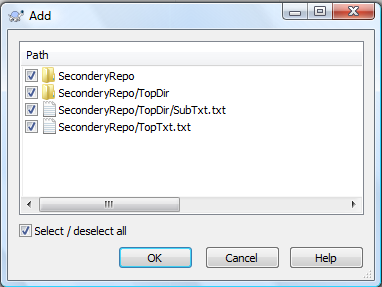 Add
Path
SeconderyRepo
SeconderyRepo/TopDir
SeconderyRepo/TopDir/SubTxt.txt
SeconderyRepo/TopTxt.txt
Select / deselect all
OK
Cancel
Help